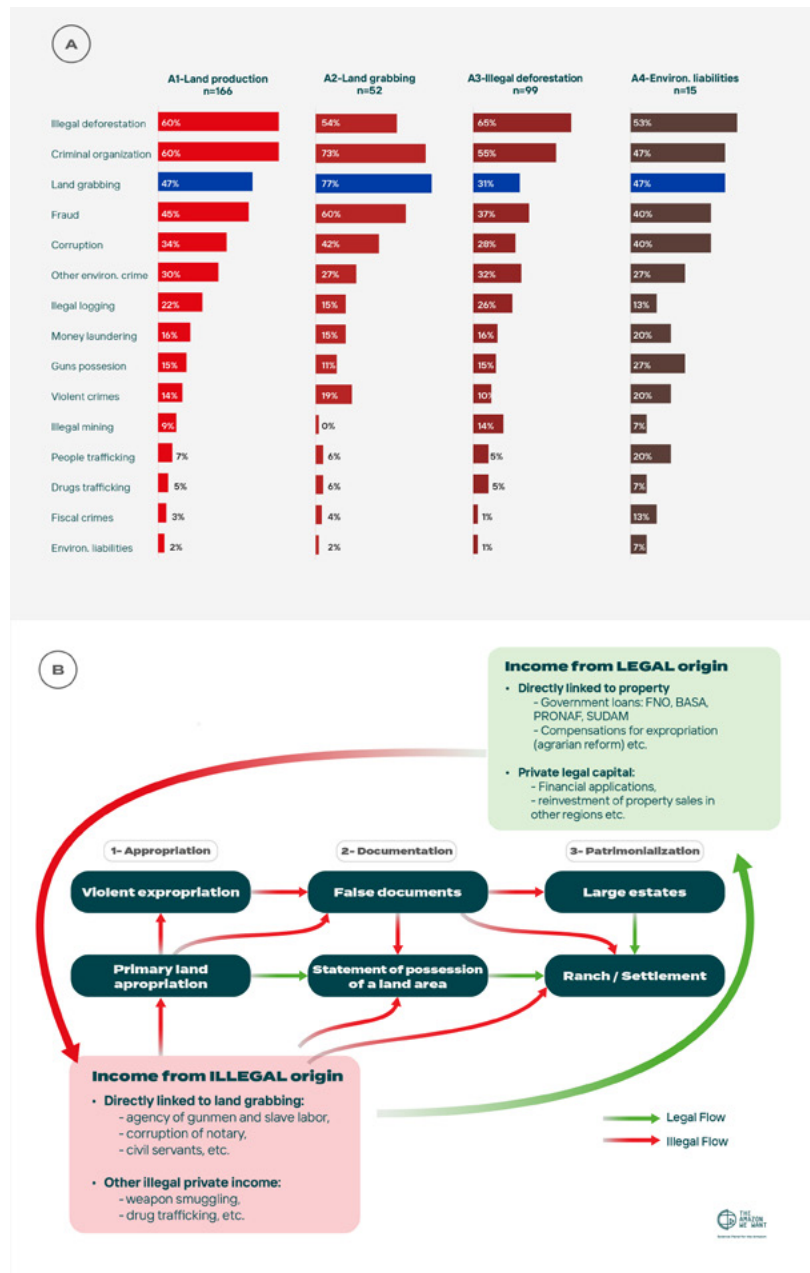 A
A1-Land production
n=166
A2-Land grabbing
n=52
A3-Illegal deforestation
n=99
A4-Environ. liabilities
n=15
Illegal deforestation 60% 54% 65% 53%
Criminal organization 60% 73% 55% 47%
Land grabbing 47% 77% 31% 47%
Fraud 45% 60% 37% 40%
Corruption 34% 42% 28% 40%
Other environ. crime 30% 27% 32% 27%
Ilegal logging 22% 15% 26% 13%
Money laundering 16% 15% 16% 20%
Guns possesion 15% 11% 15% 27%
Violent crimes 14% 19% 10% 20%
Illegal mining 9% 0% 14% 7%
People trafficking 7% 6% 5% 20%
Drugs trafficking 5% 6% 5% 7%
Fiscal crimes 3% 4% 1% 13%
Environ. liabilities 2% 2% 1% 7%
B
Income from LEGAL origin
• Directly linked to property
- Government loans: FNO, BASA,
PRONAF, SUDAM
- Compensations for expropriation
(agrarian reform) etc.
• Private legal capital:
- Financial applications,
- reinvestment of property sales in
other regions etc.
1- Appropriation
2- Documentation
3- Patrimonialization
Violent expropriation
False documents
Large estates
Primary land
apropriation
Statement of possession
of a land area
Ranch / Settlement
Income from ILLEGAL origin
• Directly linked to land grabbing:
- agency of gunmen and slave labor,
- corruption of notary,
- civil servants, etc.
• Other illegal private income:
- weapon smuggling,
- drug trafficking, etc.
Legal Flow
Illegal Flow
THE
AMAZON
WE WANT